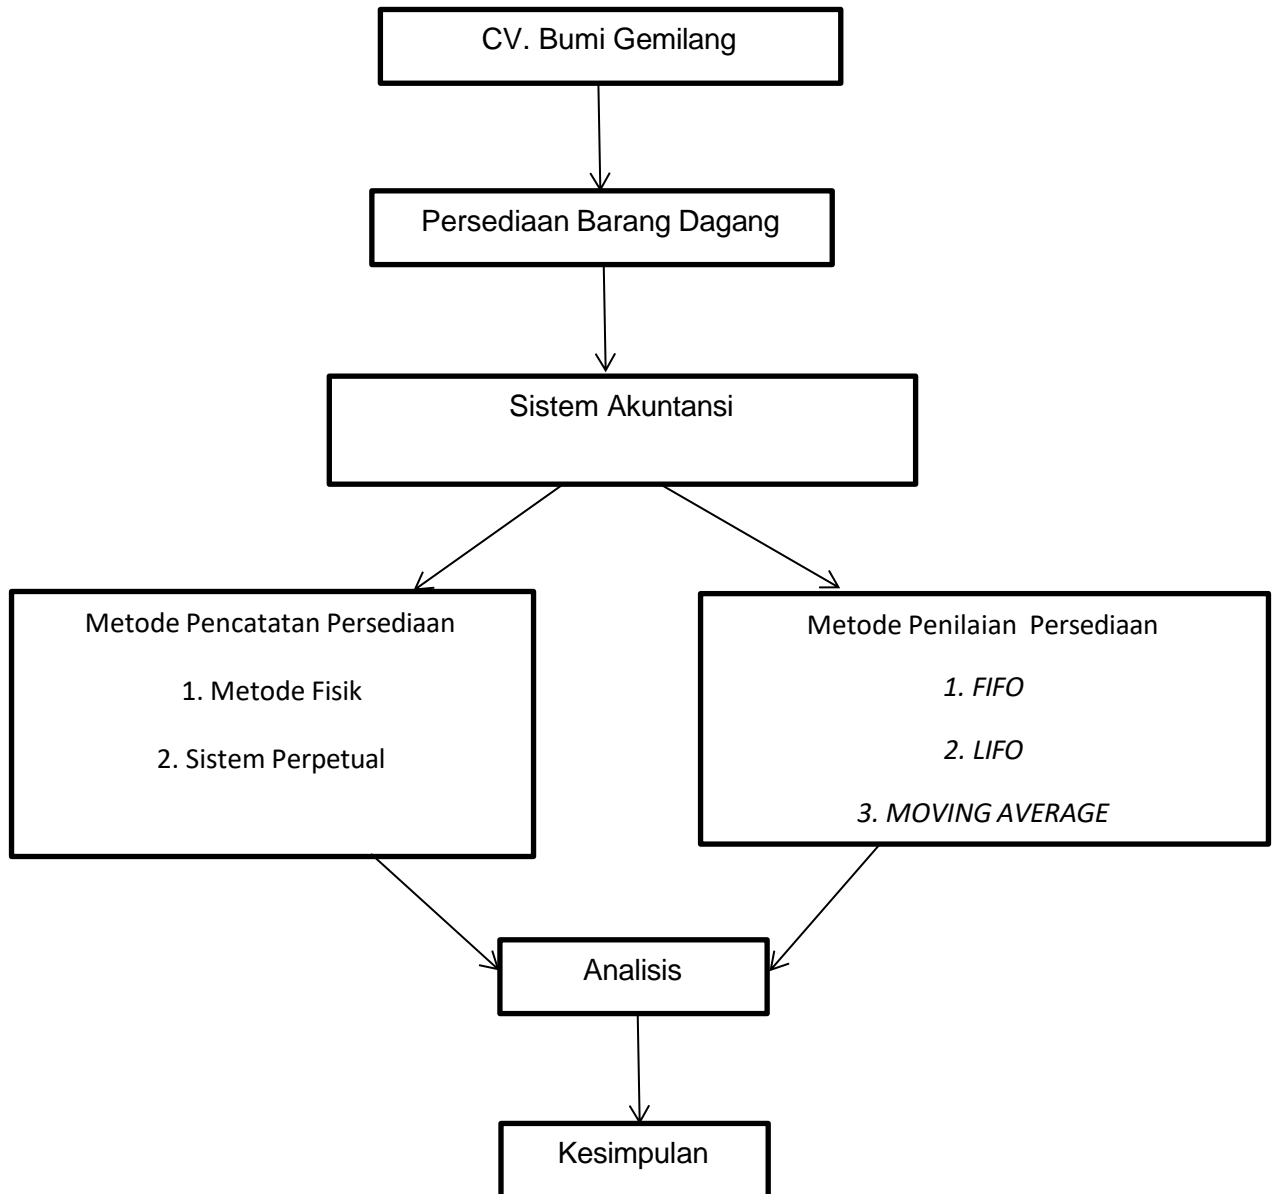 CV. Bumi Gemilang
Persediaan Barang Dagang
Sistem Akuntansi
Metode Pencatatan Persediaan
1. Metode Fisik
2. Sistem Perpetual
Metode Penilaian  Persediaan
1. FIFO
2. LIFO
3. MOVING AVERAGE
Analisis
Kesimpulan